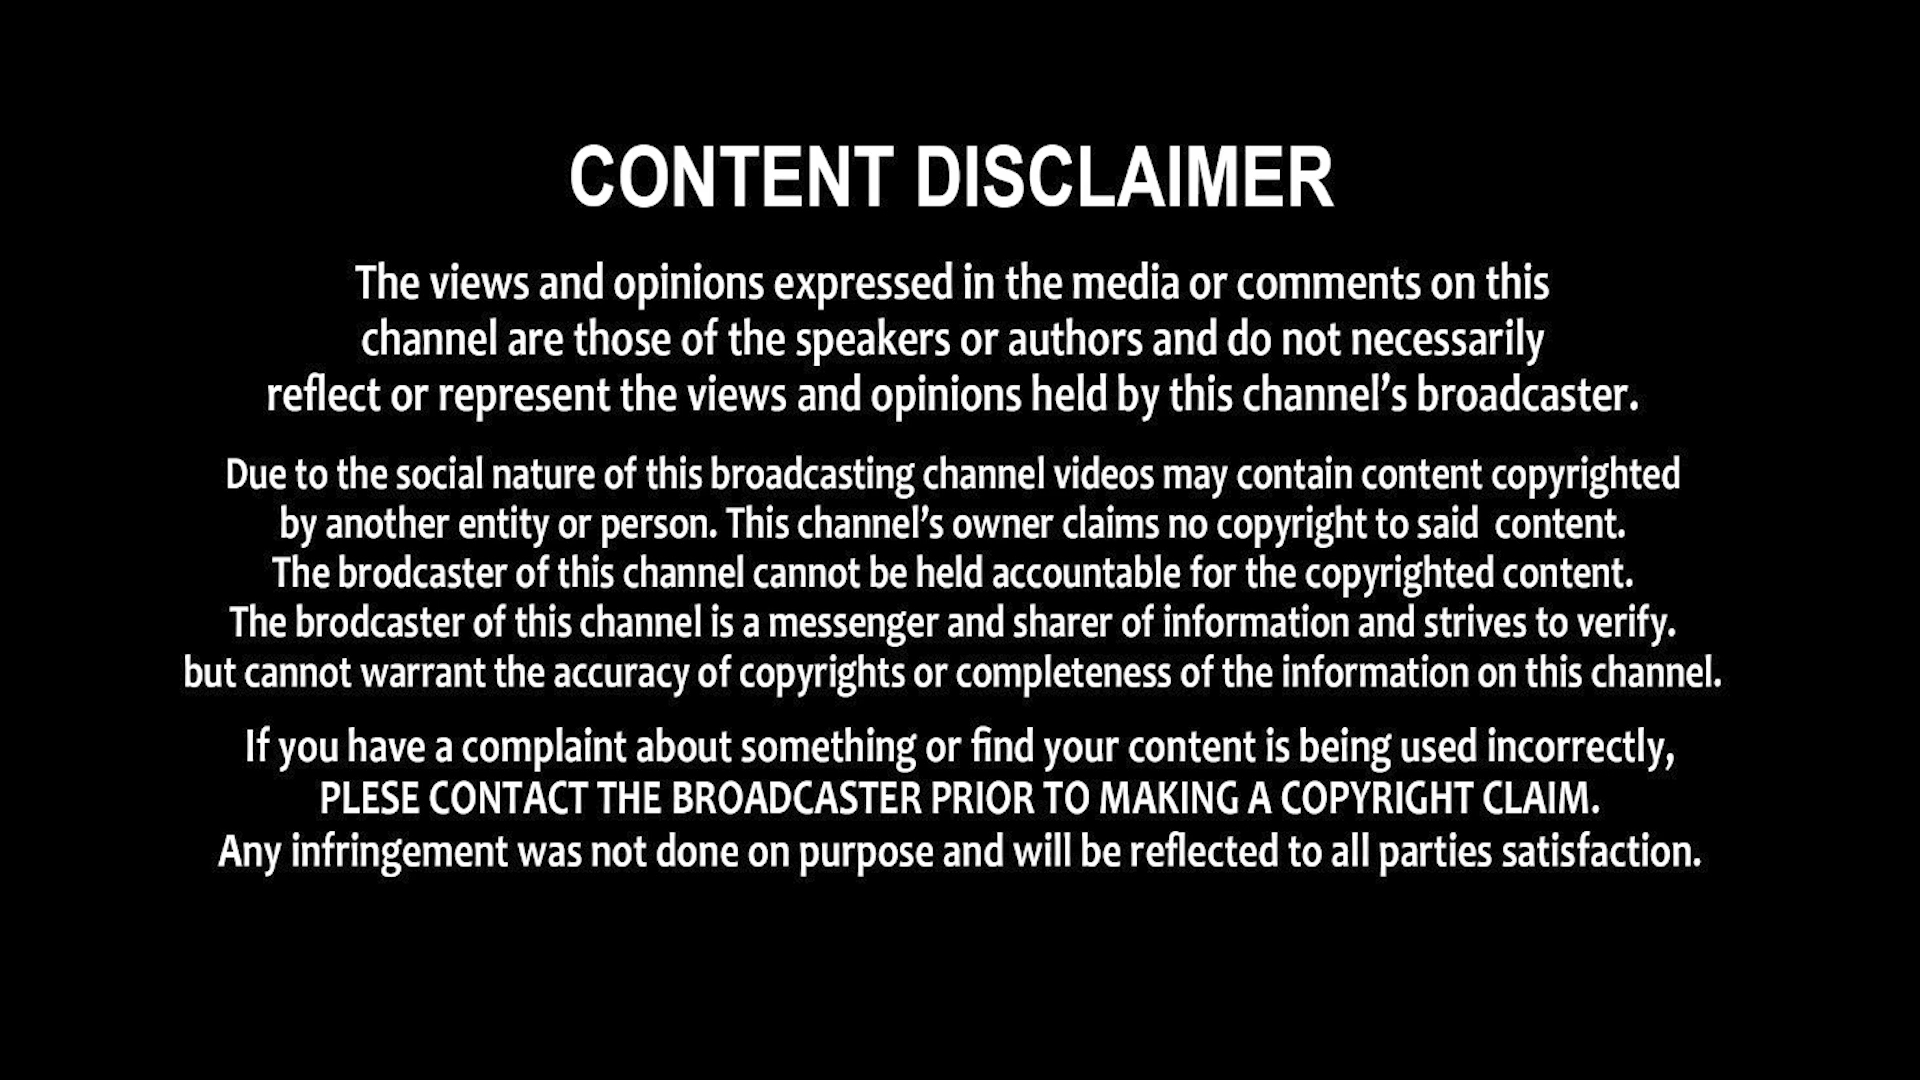 CONTENT DISCLAIMER
The views and opinions expressed in the media or comments on this
channel are those of the speakers or authors and do not necessarily
reflect or represent the views and opinions held by this channel’s broadcaster.
Due to the social nature of this broadcasting channel videos may contain content copyrighted
by another entity or person. This channel’s owner claims no copyright to said content.
The brodcaster of this channel cannot be held accountable for the copyrighted content.
The brodcaster of this channel is a messenger and sharer of information and strives to verify.
but cannot warrant the accuracy of copyrights or completeness of the information on this channel.
If you have a complaint about something or find your content is being used incorrectly,
PLESE CONTACT THE BROADCASTER PRIOR TO MAKING A COPYRIGHT CLAIM.
Any infringement was not done on purpose and will be reflected to all parties satisfaction.